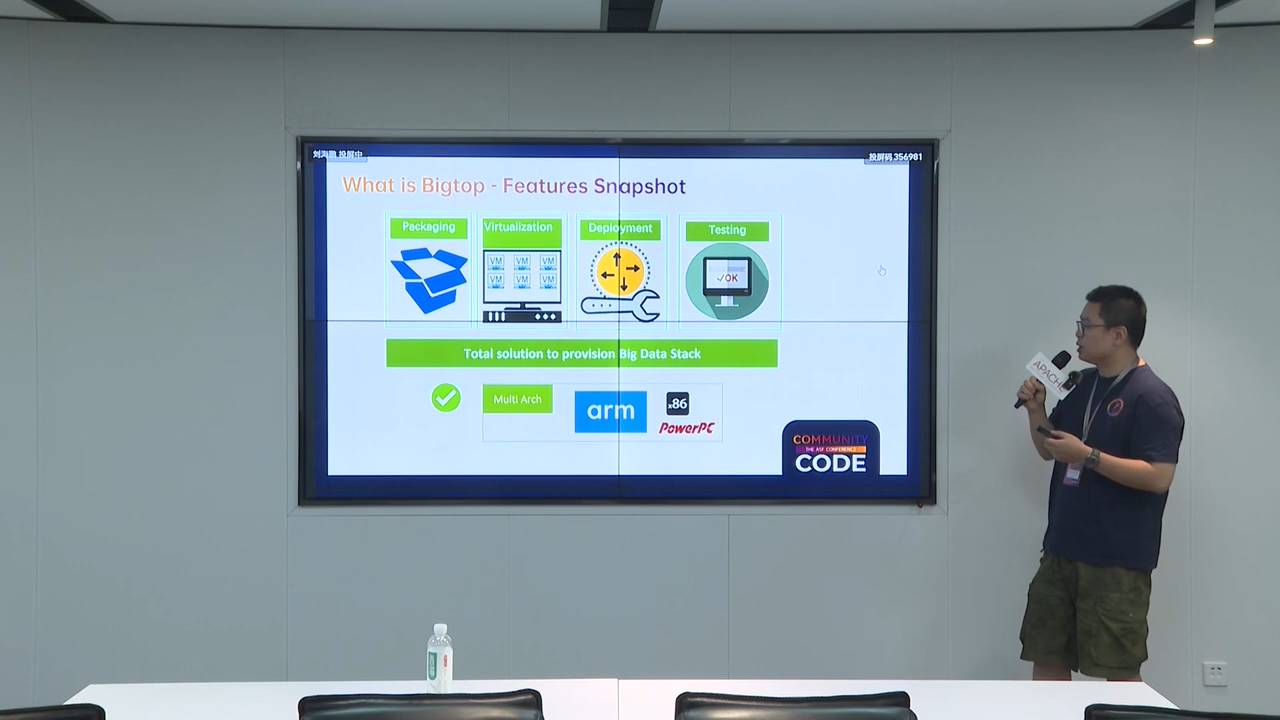 刘海鹏 投屏中
投屏码 356981
What is Bigtop - Features Snapshot
Packaging
Virtualization
Deployment
Testing
VM VM VM
VM VM VM
✓OK
Total solution to provision Big Data Stack
Multi Arch
arm
x86
PowerPC
COMMUNITY
THE ASF CONFERENCE
CODE
APACHE